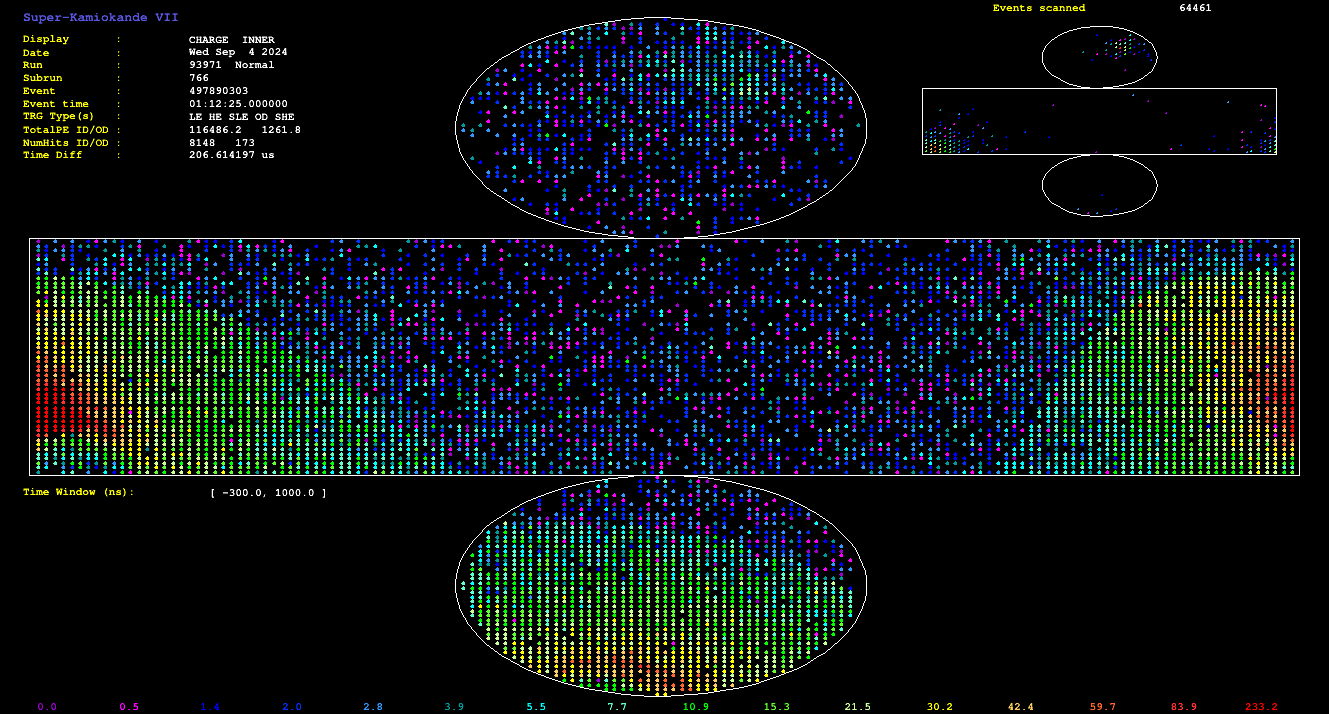 Super-Kamiokande VII
Events scanned 64461
Display : CHARGE INNER
Date : Wed Sep 4 2024
Run : 93971 Normal
Subrun : 766
Event : 497890303
Event time : 01:12:25.000000
TRG Type(s) : LE HE SLE OD SHE
TotalPE ID/OD : 116486.2 1261.8
NumHits ID/OD : 8148 173
Time Diff : 206.614197 us
Time Window (ns): [ -300.0, 1000.0 ]
0.0 0.5 1.4 2.0 2.8 3.9 5.5 7.7 10.9 15.3 21.5 30.2 42.4 59.7 83.9 233.2